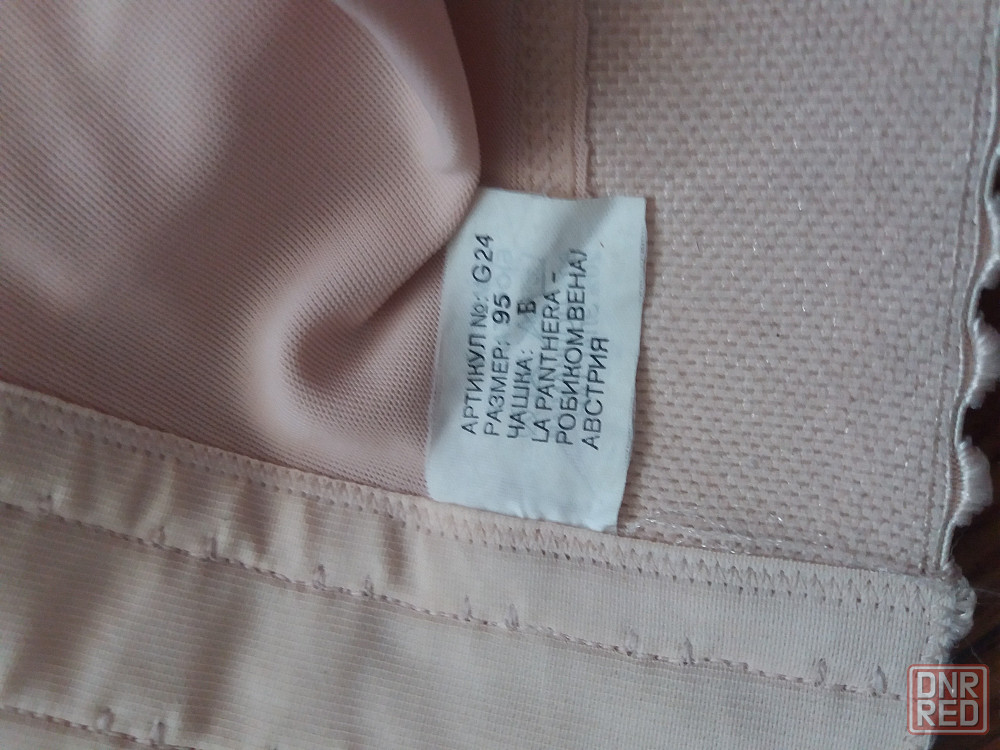 АРТИКУЛ №: G24
РАЗМЕР: 95
ЧАШКА: В
LA PANTHERA -
РОБИКОМ ВЕНА/
АВСТРИЯ
DNR
RED